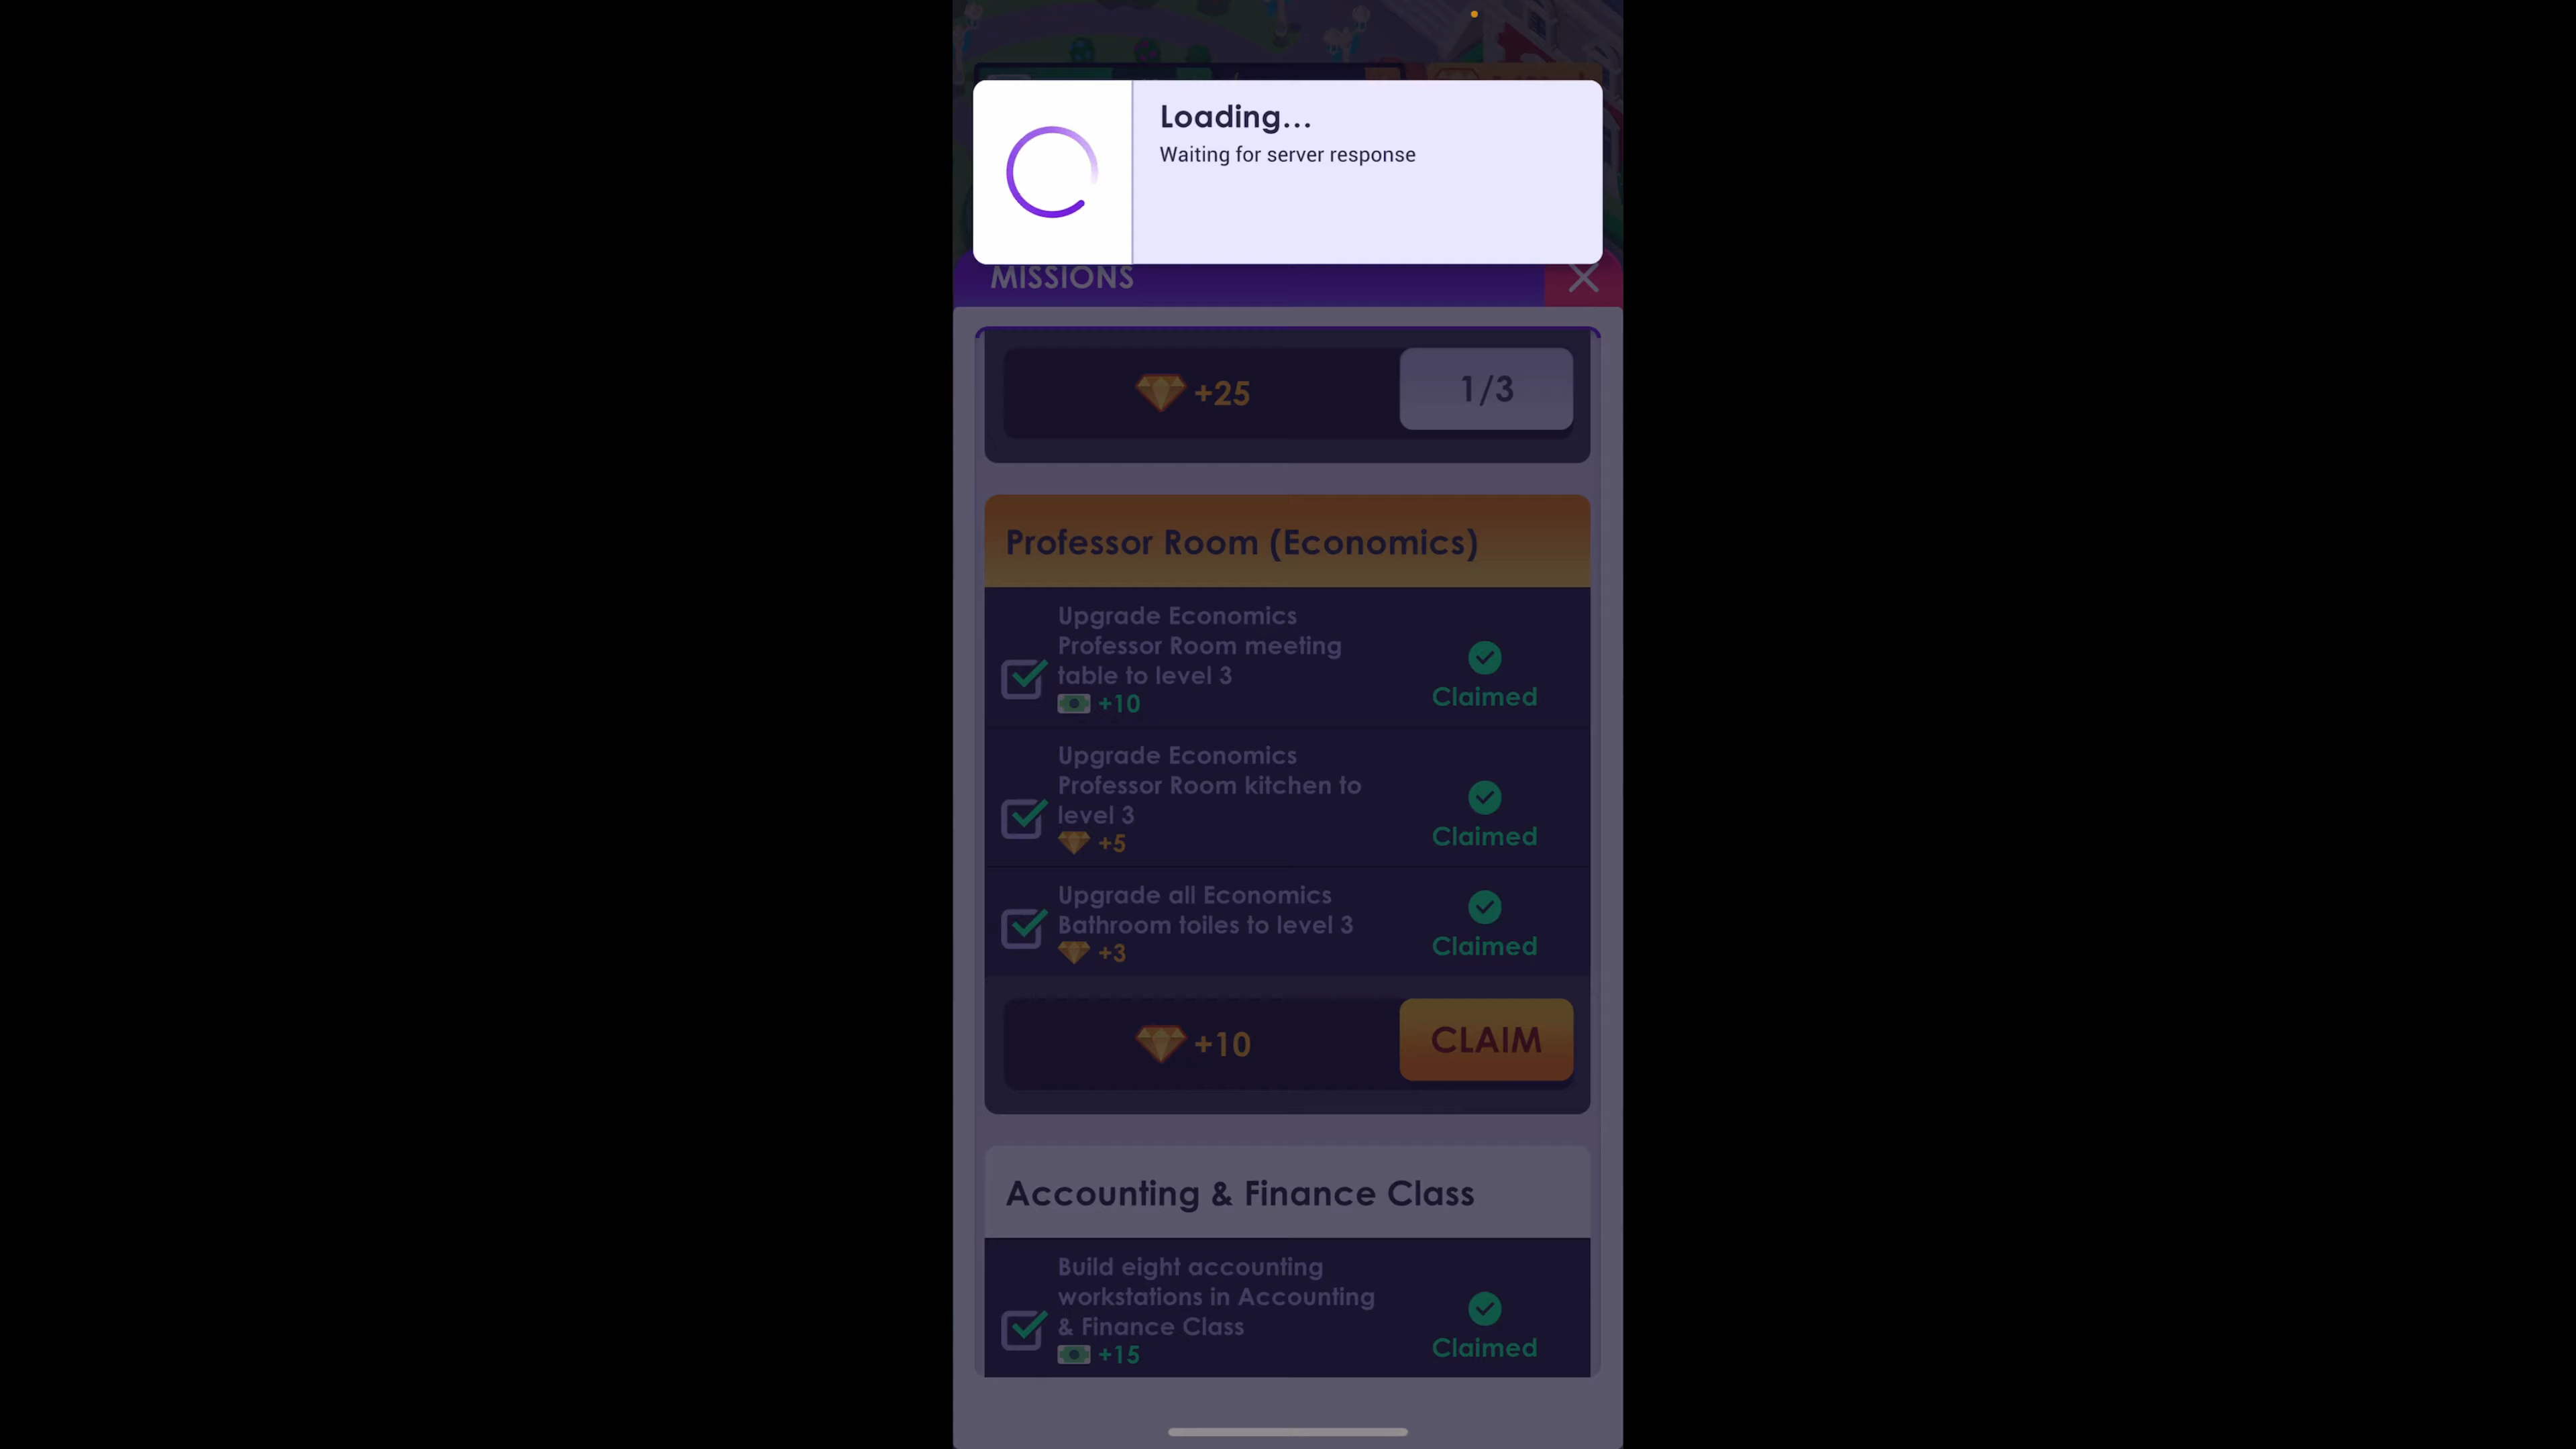 Loading...
Waiting for server response
MISSIONS
+25
1/3
Professor Room (Economics)
Upgrade Economics
Professor Room meeting
table to level 3
+10
Claimed
Upgrade Economics
Professor Room kitchen to
level 3
+5
Claimed
Upgrade all Economics
Bathroom toiles to level 3
+3
Claimed
+10
CLAIM
Accounting & Finance Class
Build eight accounting
workstations in Accounting
& Finance Class
+15
Claimed